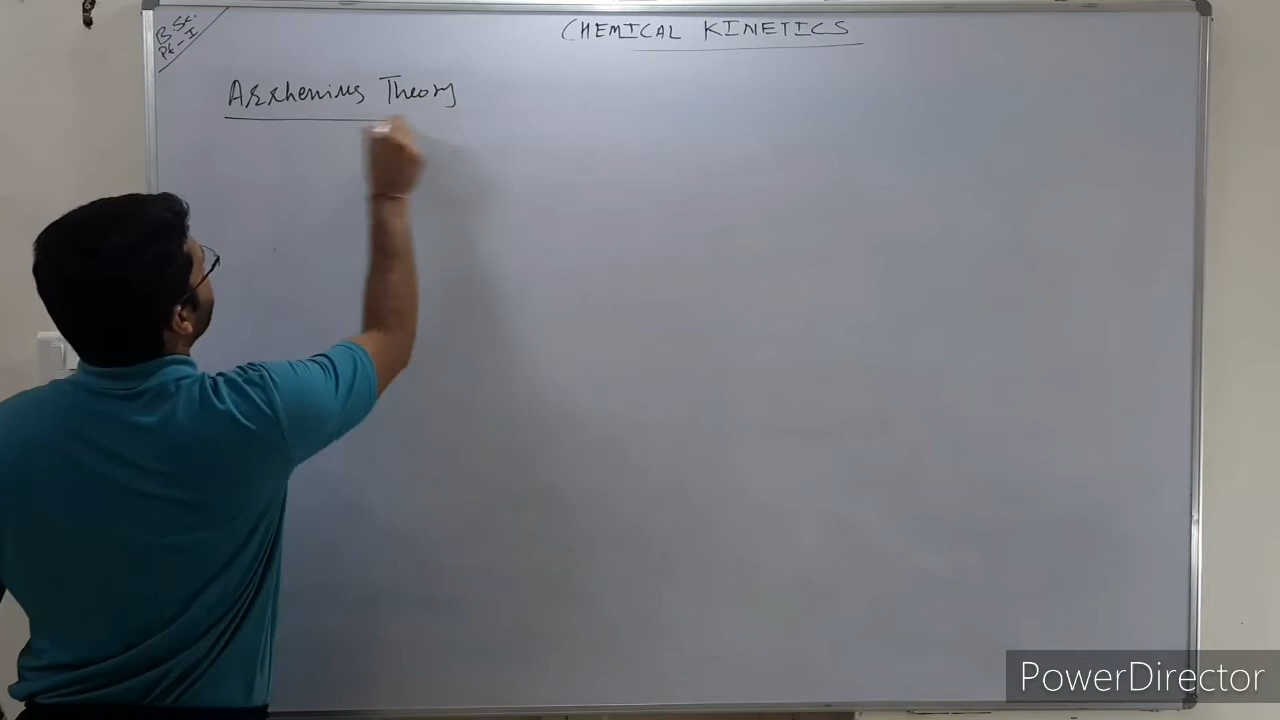 B.Sc.
Pt-I
CHEMICAL KINETICS
Arrhenius Theory
PowerDirector